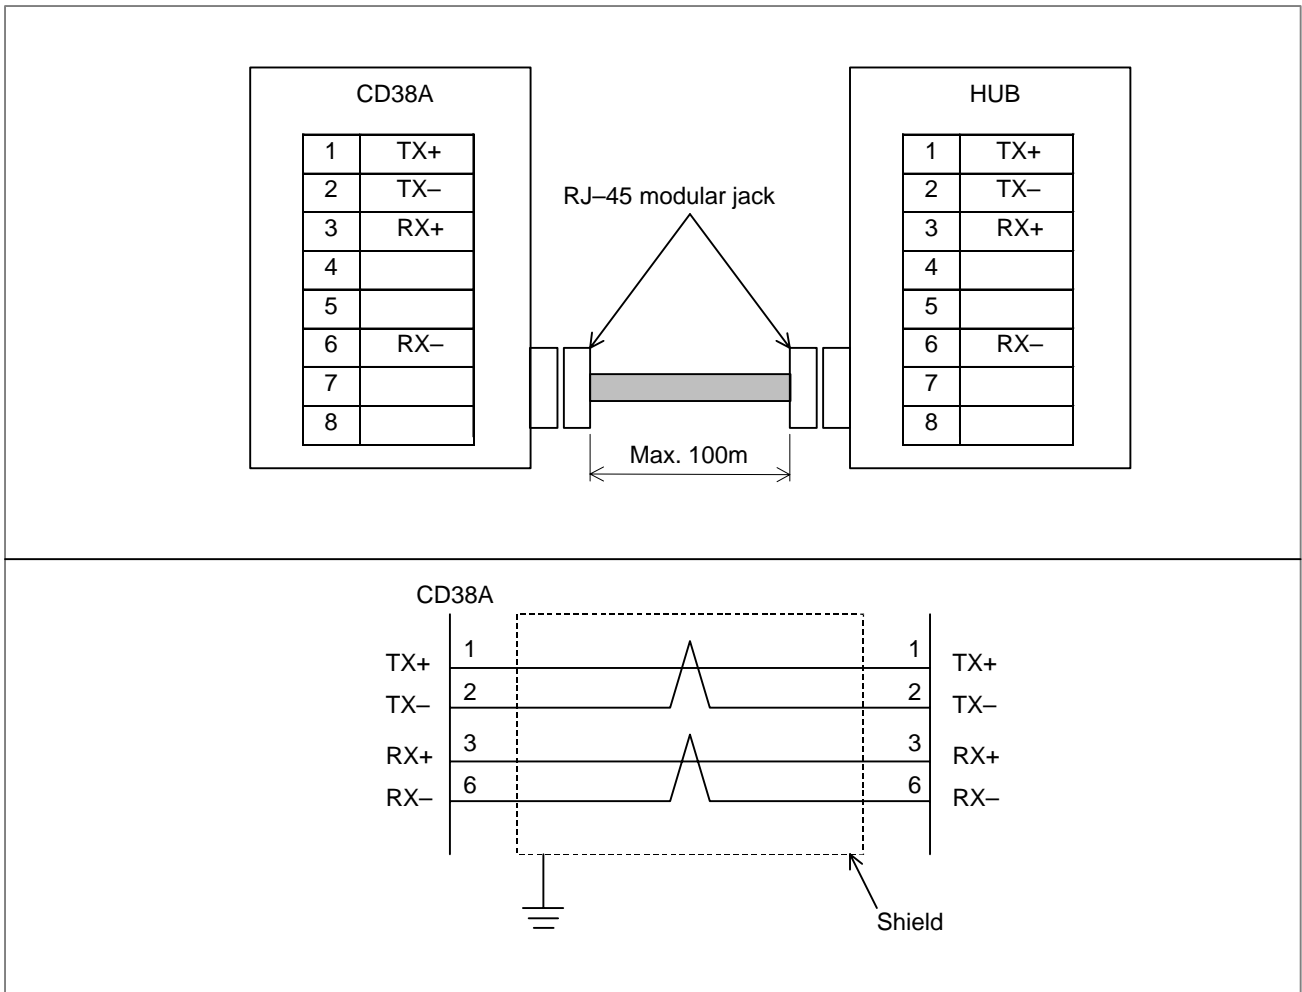 CD38A
1 TX+
2 TX–
3 RX+
4
5
6 RX–
7
8
RJ–45 modular jack
Max. 100m
HUB
1 TX+
2 TX–
3 RX+
4
5
6 RX–
7
8
CD38A
TX+ 1 1 TX+
TX– 2 2 TX–
RX+ 3 3 RX+
RX– 6 6 RX–
Shield